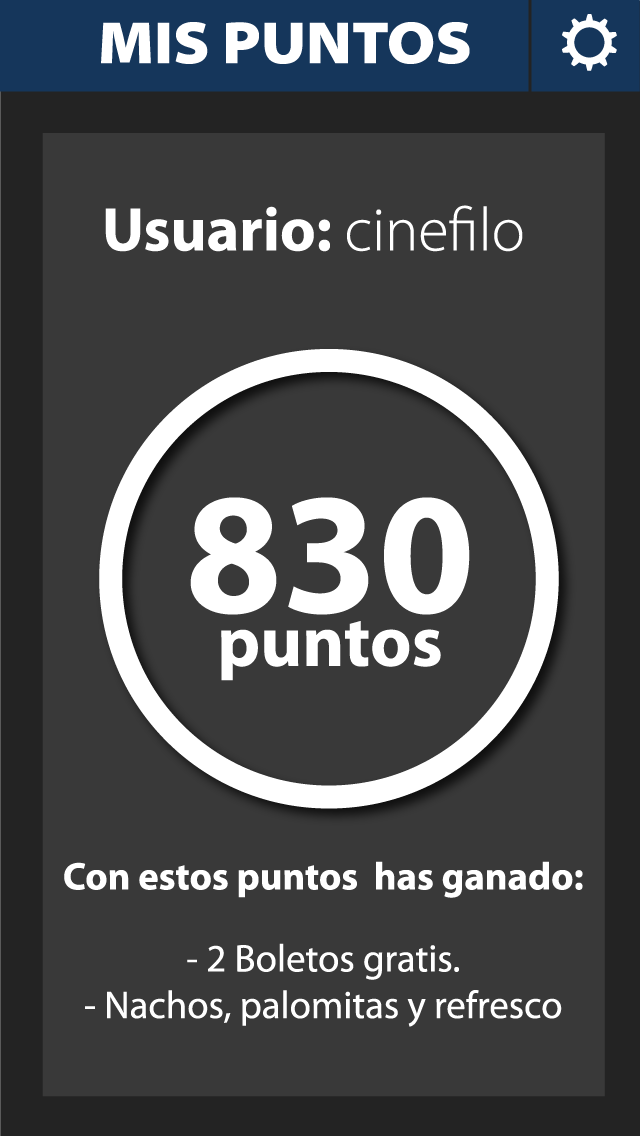 MIS PUNTOS
Usuario: cinefilo
830
puntos
Con estos puntos  has ganado:
- 2 Boletos gratis.
- Nachos, palomitas y refresco